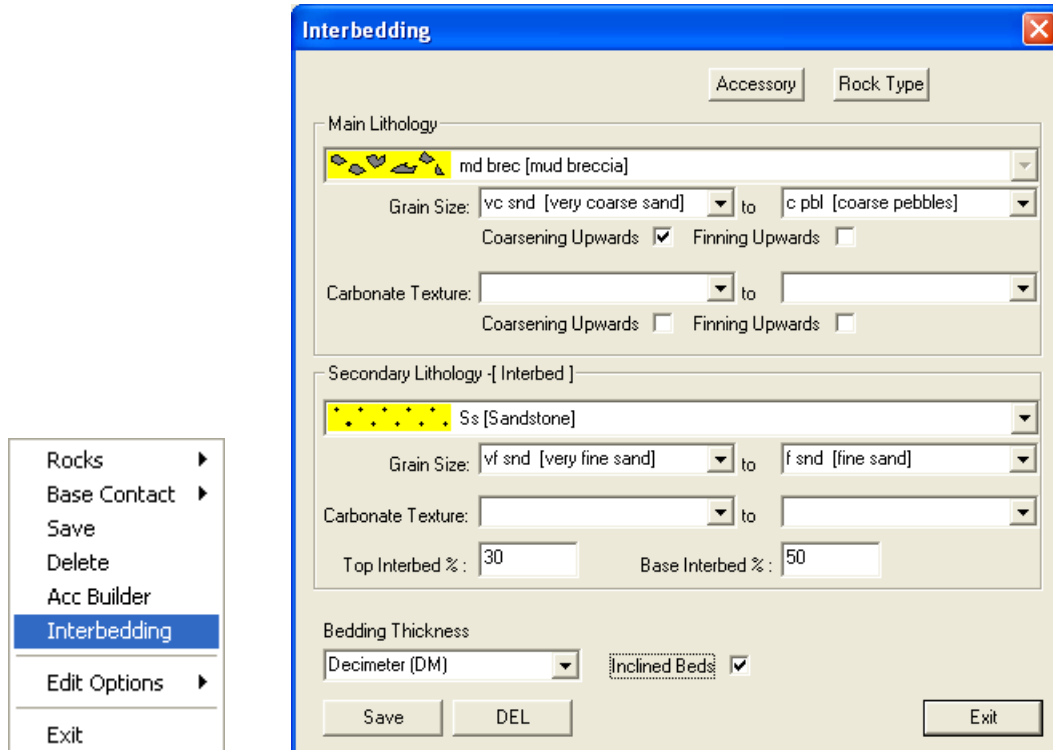 Rocks
Base Contact
Save
Delete
Acc Builder
Interbedding
Edit Options
Exit
Interbedding
Accessory Rock Type
Main Lithology
md brec [mud breccia]
Grain Size: vc snd [very coarse sand] to c pbl [coarse pebbles]
Coarsening Upwards Finning Upwards
Carbonate Texture: to
Coarsening Upwards Finning Upwards
Secondary Lithology -[ Interbed ]
Ss [Sandstone]
Grain Size: vf snd [very fine sand] to f snd [fine sand]
Carbonate Texture: to
Top Interbed % : 30 Base Interbed % : 50
Bedding Thickness
Decimeter (DM) Inclined Beds
Save DEL Exit